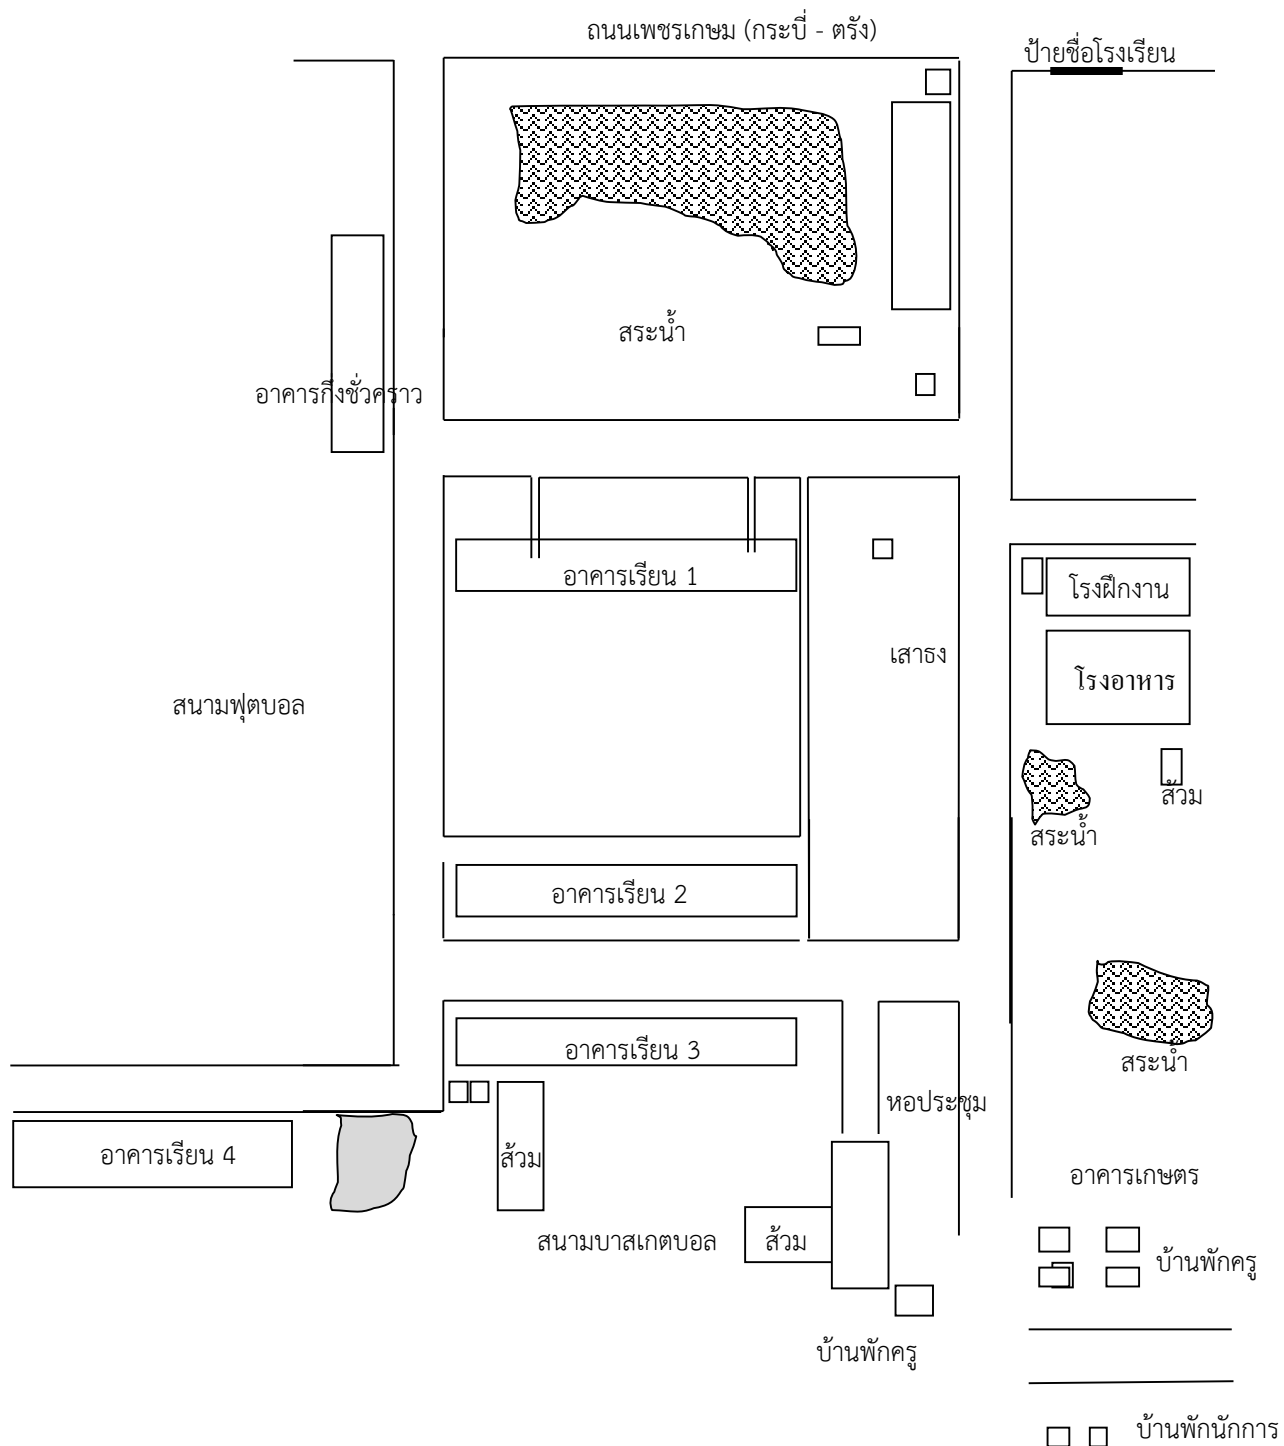 ถนนเพชรเกษม (กระบี่ - ตรัง)
ป้ายชื่อโรงเรียน
สระน้ำ
อาคารกึ่งชั่วคราว
อาคารเรียน 1
โรงฝึกงาน
เสาธง
โรงอาหาร
สนามฟุตบอล
ส้วม
สระน้ำ
อาคารเรียน 2
อาคารเรียน 3
สระน้ำ
หอประชุม
อาคารเรียน 4
ส้วม
อาคารเกษตร
สนามบาสเกตบอล
ส้วม
บ้านพักครู
บ้านพักครู
บ้านพักนักการ